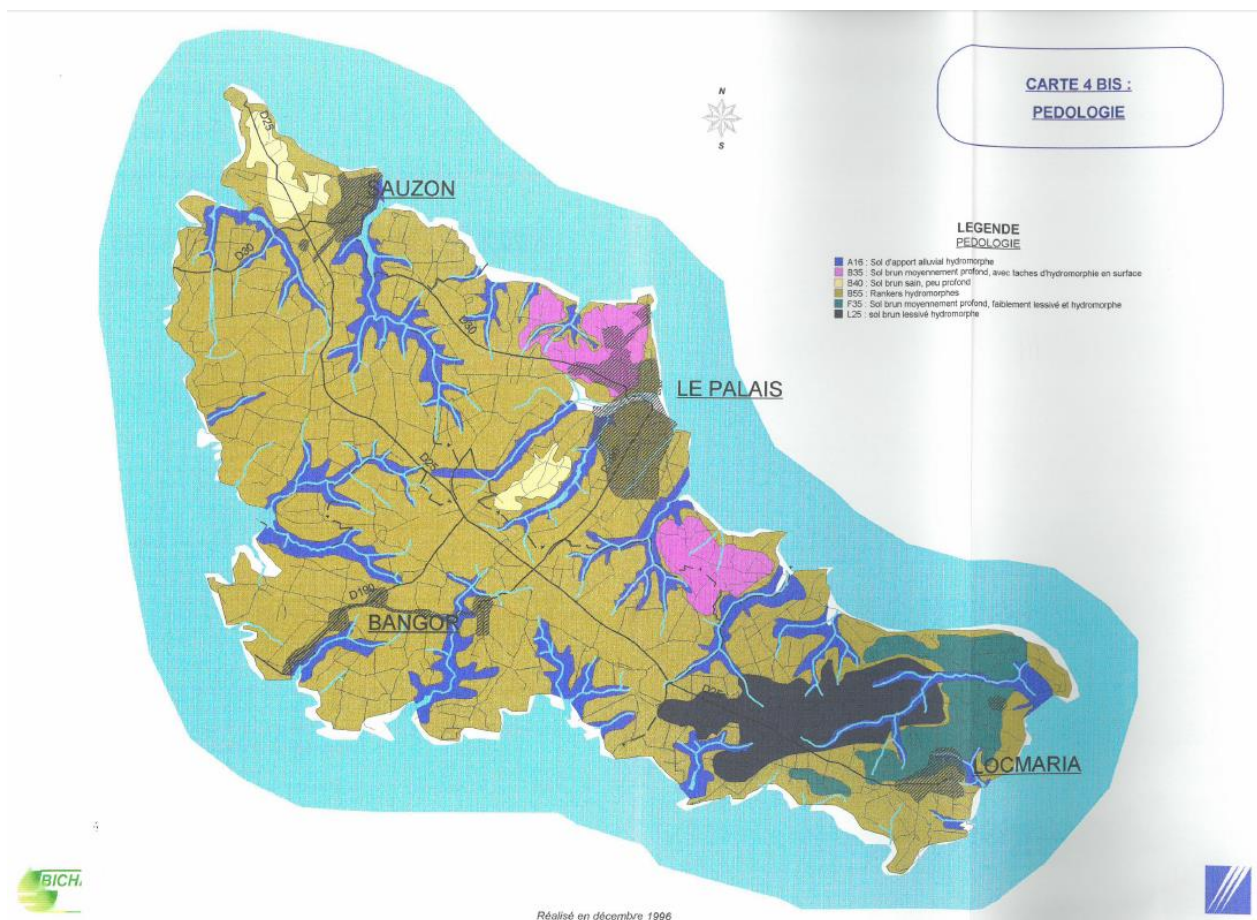 CARTE 4 BIS :
PEDOLOGIE
N
S
LEGENDE
PEDOLOGIE
A16 : Sol d'apport alluvial hydromorphe
B35 : Sol brun moyennement profond, avec taches d'hydromorphie en surface
B40 : Sol brun sain, peu profond
B55 : Rankers hydromorphes
F35 : Sol brun moyennement profond, faiblement lessivé et hydromorphe
L25 : sol brun lessivé hydromorphe
D25
SAUZON
D30
D30
LE PALAIS
D25
D190
BANGOR
LOCMARIA
BICHA
Réalisé en décembre 1996